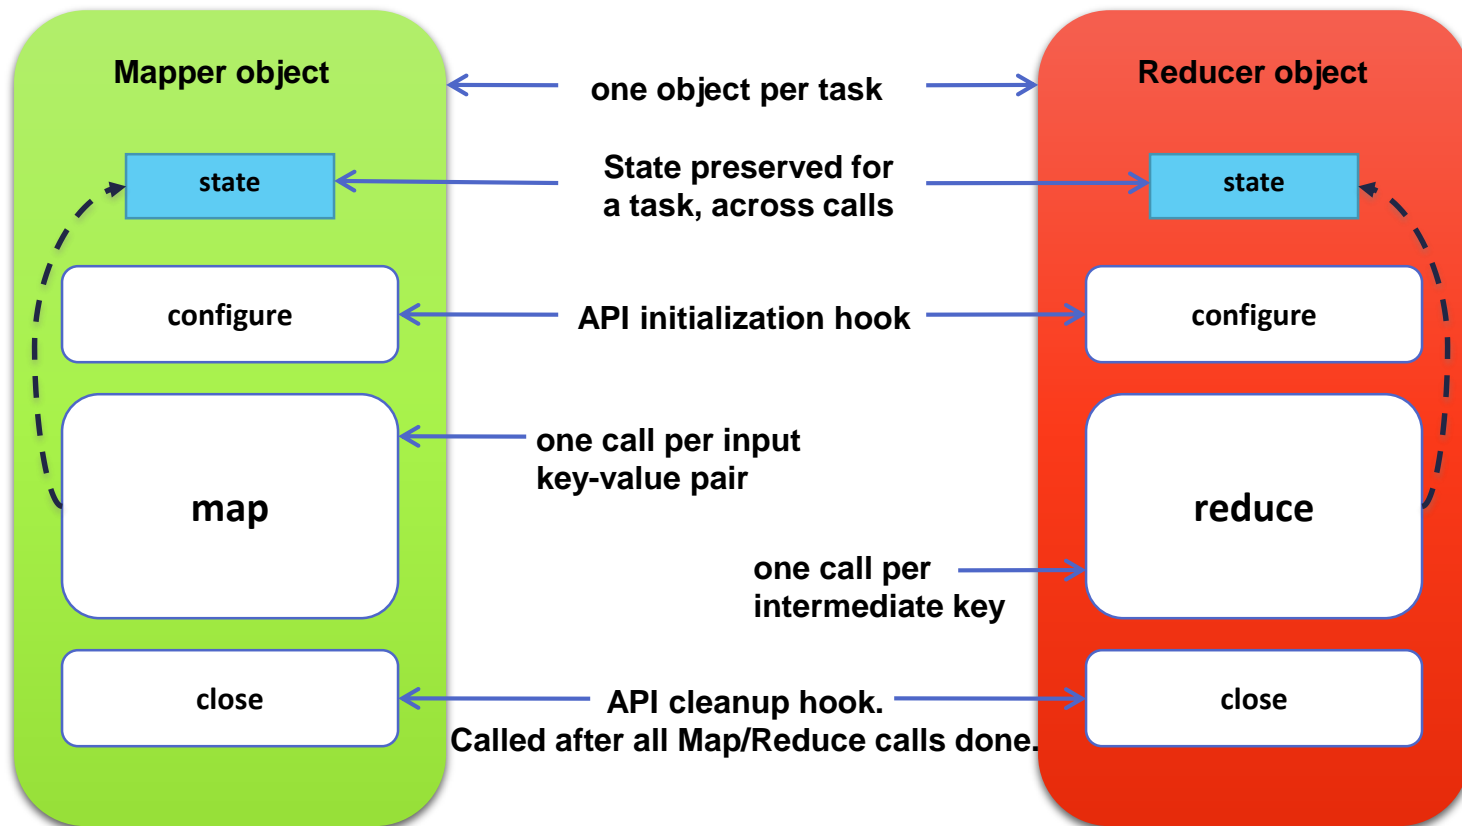 Mapper object
one object per task
Reducer object
state
State preserved for
a task, across calls
state
configure
API initialization hook
configure
map
one call per input
key-value pair
reduce
one call per
intermediate key
close
API cleanup hook.
Called after all Map/Reduce calls done.
close